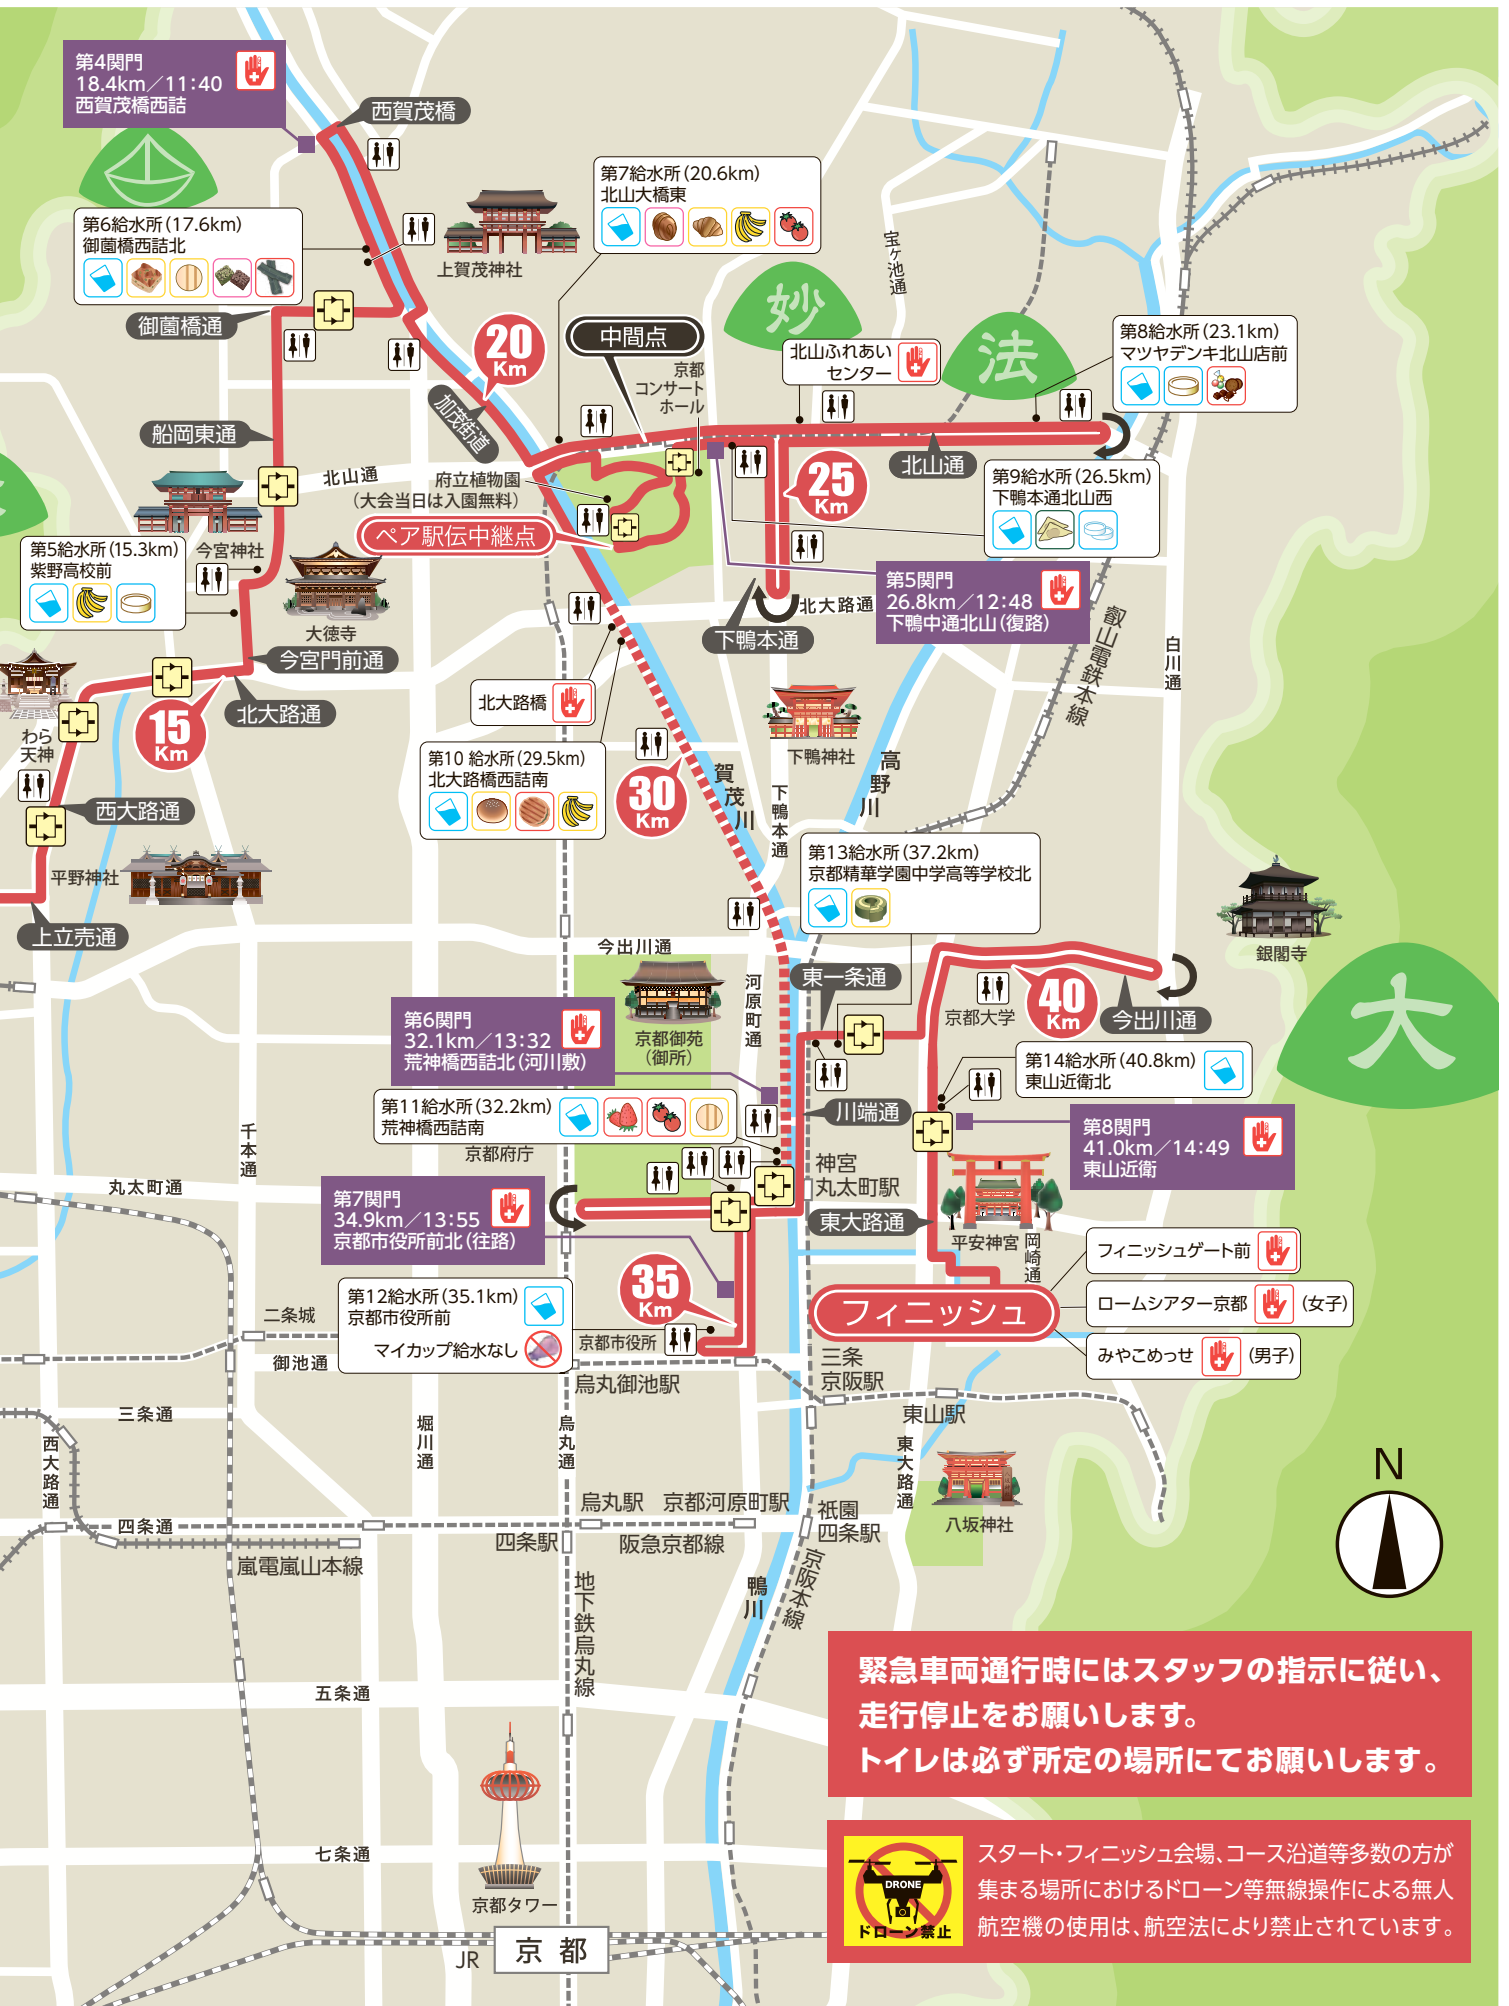 第4関門
18.4km／11:40
西賀茂橋西詰
西賀茂橋
第6給水所(17.6km)
御薗橋西詰北
上賀茂神社
第7給水所(20.6km)
北山大橋東
宝ヶ池通
妙
法
御薗橋通
20
Km
中間点
京都
コンサート
ホール
北山ふれあい
センター
第8給水所(23.1km)
マツヤデンキ北山店前
加茂街道
船岡東通
北山通
府立植物園
(大会当日は入園無料)
ペア駅伝中継点
25
Km
北山通
第9給水所(26.5km)
下鴨本通北山西
第5給水所(15.3km)
紫野高校前
今宮神社
大徳寺
今宮門前通
第5関門
26.8km／12:48
下鴨中通北山(復路)
北大路通
下鴨本通
叡山電鉄本線
白川通
15
Km
北大路通
わら
天神
西大路通
平野神社
上立売通
北大路橋
第10 給水所(29.5km)
北大路橋西詰南
30
Km
賀茂川
下鴨神社
下鴨本通
高野川
第13給水所(37.2km)
京都精華学園中学高等学校北
銀閣寺
大
今出川通
河原町通
東一条通
京都御苑
(御所)
京都大学
40
Km
今出川通
第6関門
32.1km／13:32
荒神橋西詰北(河川敷)
第11給水所(32.2km)
荒神橋西詰南
京都府庁
川端通
第14給水所(40.8km)
東山近衛北
第8関門
41.0km／14:49
東山近衛
千本通
丸太町通
第7関門
34.9km／13:55
京都市役所前北(往路)
神宮
丸太町駅
東大路通
平安神宮
岡崎通
フィニッシュゲート前
ロームシアター京都
(女子)
みやこめっせ
(男子)
フィニッシュ
35
Km
第12給水所(35.1km)
京都市役所前
マイカップ給水なし
京都市役所
二条城
御池通
烏丸御池駅
三条
京阪駅
東山駅
三条通
西大路通
堀川通
烏丸通
東大路通
八坂神社
N
四条通
烏丸駅
京都河原町駅
祇園
四条駅
四条駅
阪急京都線
嵐電嵐山本線
地下鉄烏丸線
鴨川
京阪本線
五条通
七条通
京都タワー
JR
京都
緊急車両通行時にはスタッフの指示に従い、
走行停止をお願いします。
トイレは必ず所定の場所にてお願いします。
DRONE
ドローン禁止
スタート・フィニッシュ会場、コース沿道等多数の方が
集まる場所におけるドローン等無線操作による無人
航空機の使用は、航空法により禁止されています。